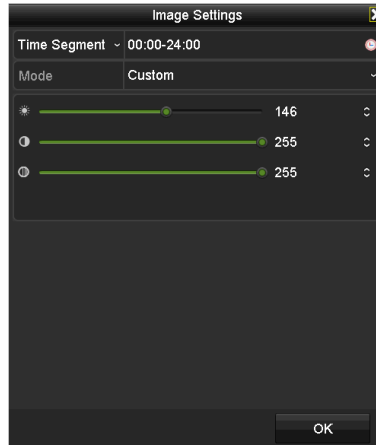 Image Settings
Time Segment 00:00-24:00
Mode Custom
146
255
255
OK